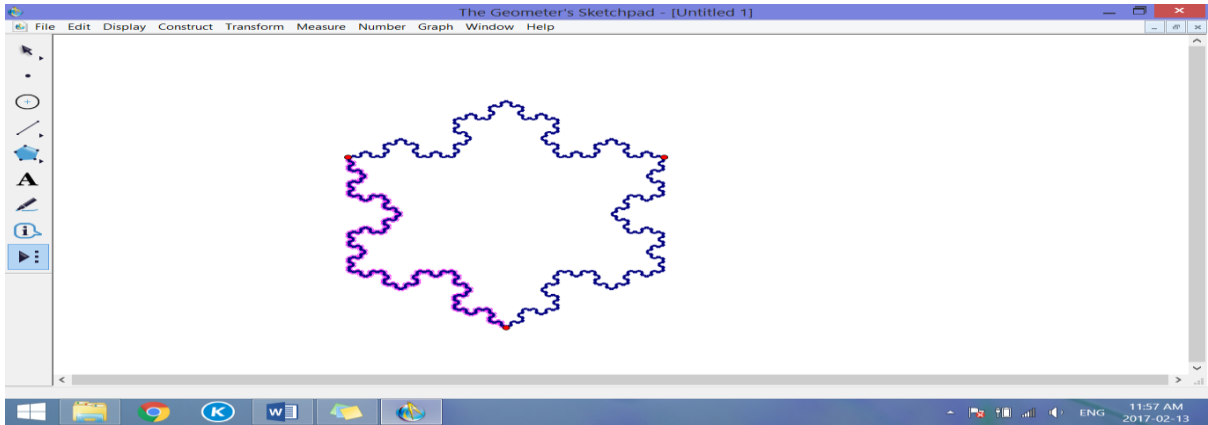 The Geometer's Sketchpad - [Untitled 1]
File Edit Display Construct Transform Measure Number Graph Window Help
A
K
W
ENG
11:57 AM
2017-02-13